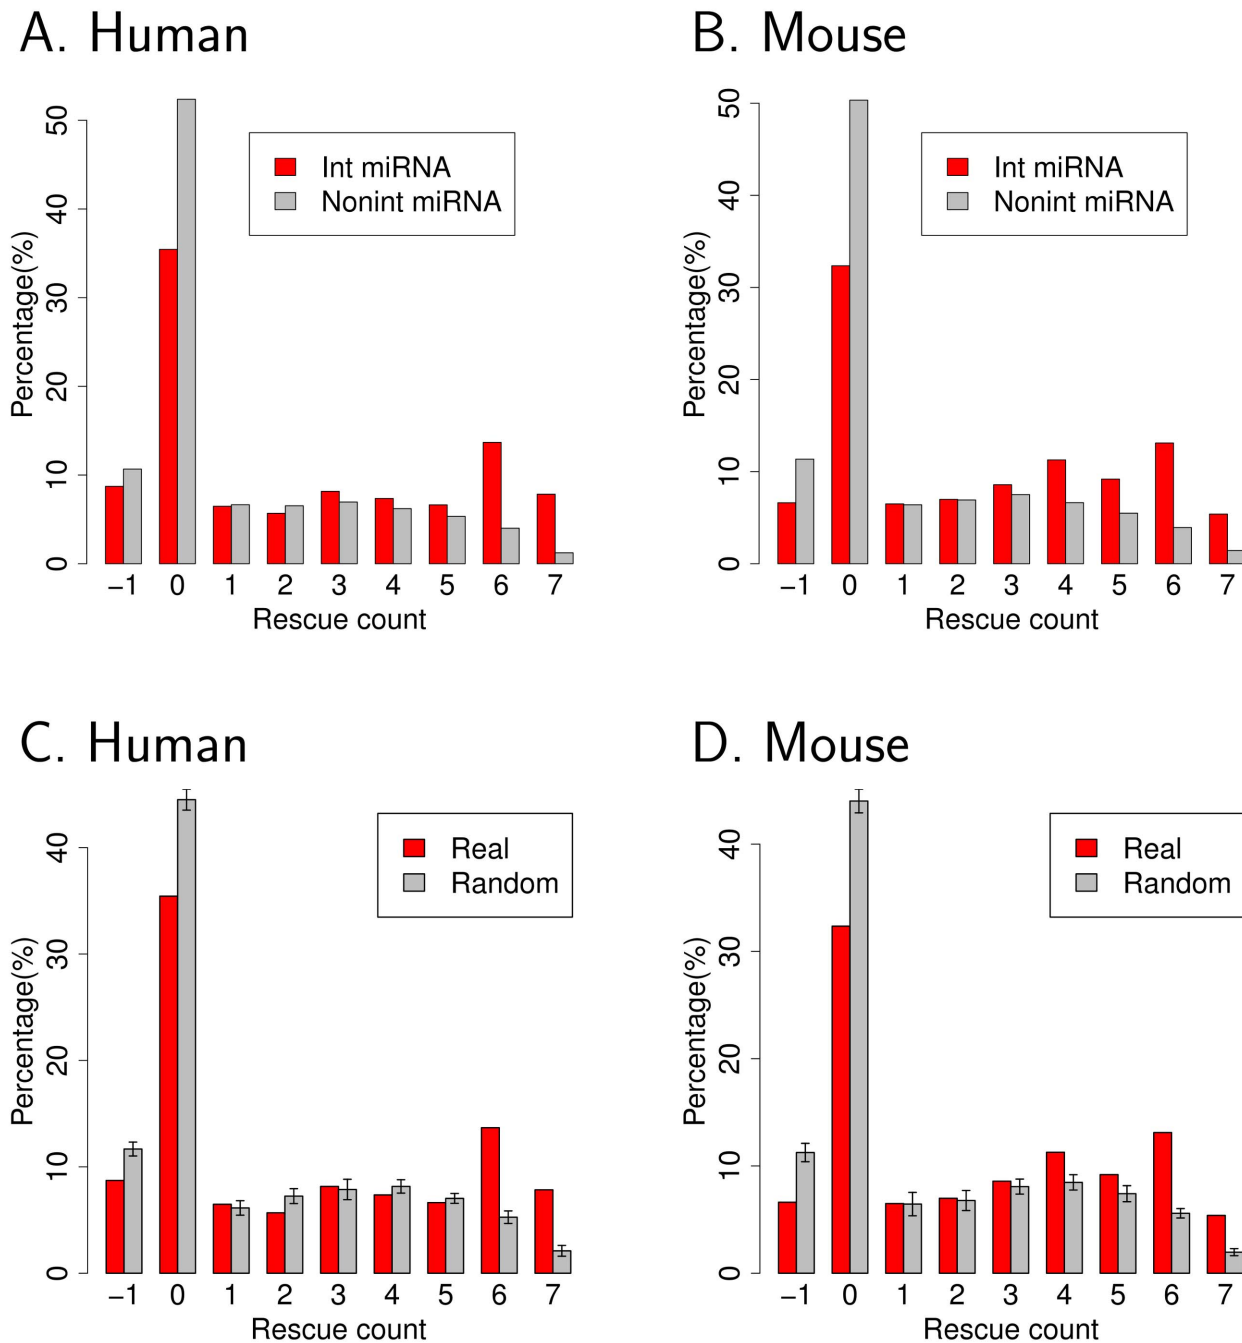 A. Human
50
40
30
20
10
0
Percentage(%)
Int miRNA
Nonint miRNA
−1 0 1 2 3 4 5 6 7
Rescue count
B. Mouse
50
40
30
20
10
0
Percentage(%)
Int miRNA
Nonint miRNA
−1 0 1 2 3 4 5 6 7
Rescue count
C. Human
40
30
20
10
0
Percentage(%)
Real
Random
−1 0 1 2 3 4 5 6 7
Rescue count
D. Mouse
40
30
20
10
0
Percentage(%)
Real
Random
−1 0 1 2 3 4 5 6 7
Rescue count